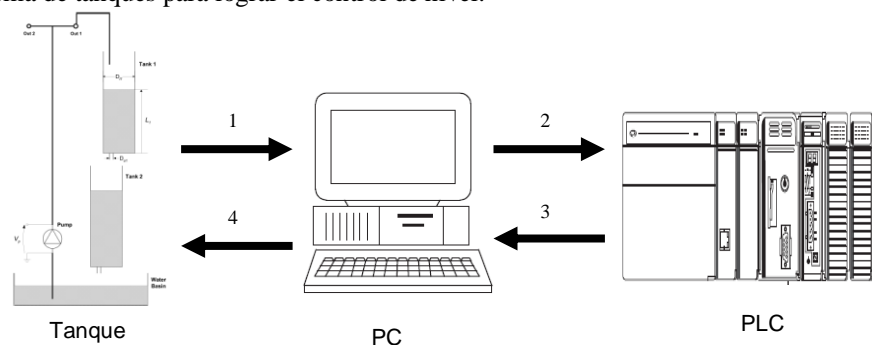 ma de tanques para lograr el control de nivel.
Out 2
Out 1
Tank 1
1
2
Tank 2
4
3
Pump
Water
Basin
Tanque
PC
PLC